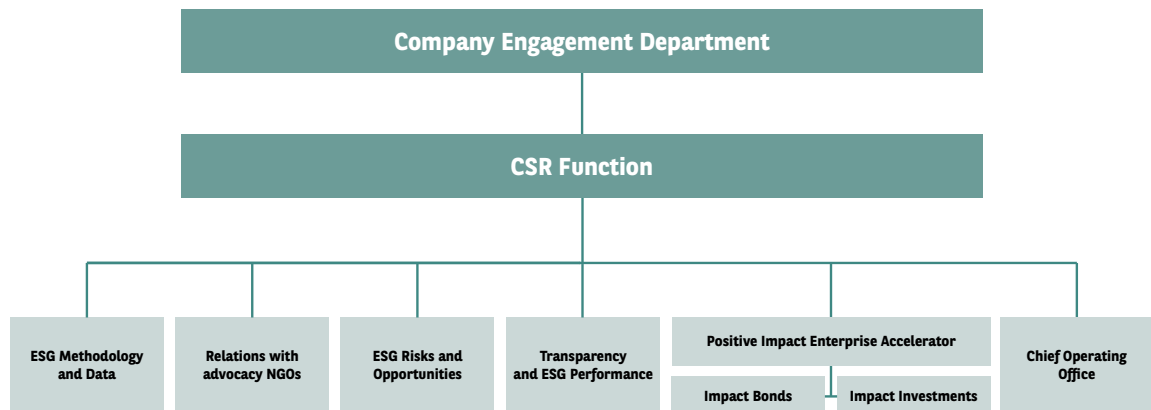 Company Engagement Department
CSR Function
ESG Methodology
and Data
Relations with
advocacy NGOs
ESG Risks and
Opportunities
Transparency
and ESG Performance
Positive Impact Enterprise Accelerator
Impact Bonds
Impact Investments
Chief Operating
Office